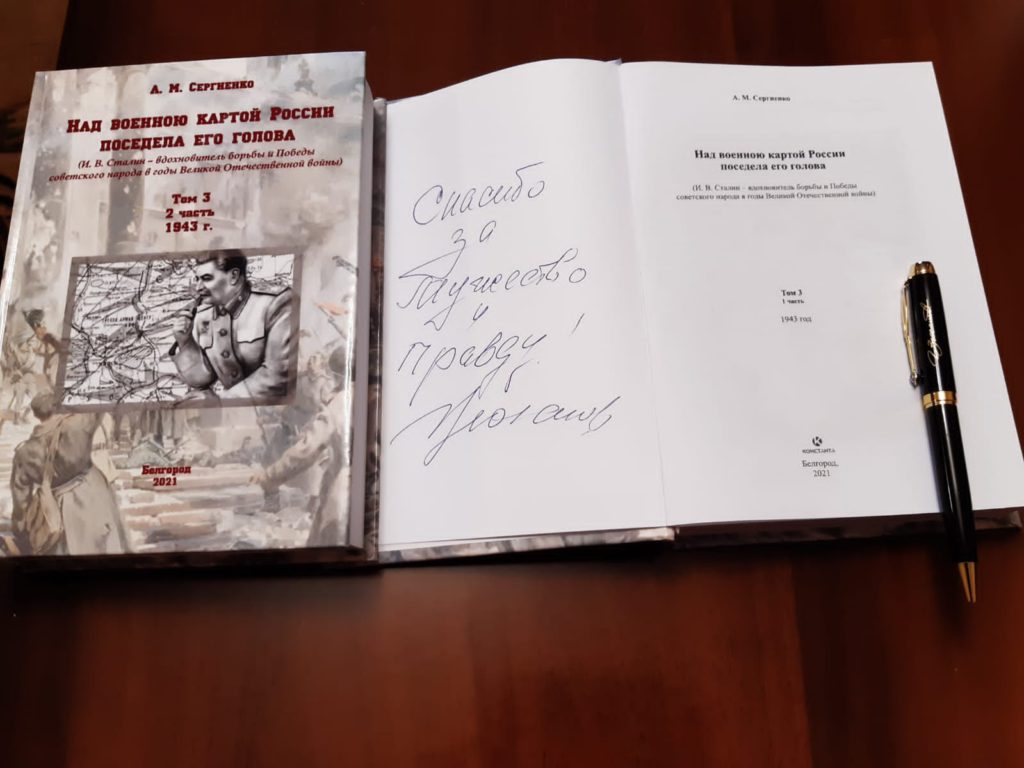 А. М. Сергиенко
Над военною картой России
поседела его голова
(И. В. Сталин – вдохновитель борьбы и Победы
советского народа в годы Великой Отечественной войны)
Том 3
2 часть
1943 г.
Белгород
2021
Спасибо
за
Мужество
и
Правду!
А. М. Сергиенко
Над военною картой России
поседела его голова
(И. В. Сталин – вдохновитель борьбы и Победы
советского народа в годы Великой Отечественной войны)
Том 3
1 часть
1943 год
КОНСТАНТА
Белгород,
2021